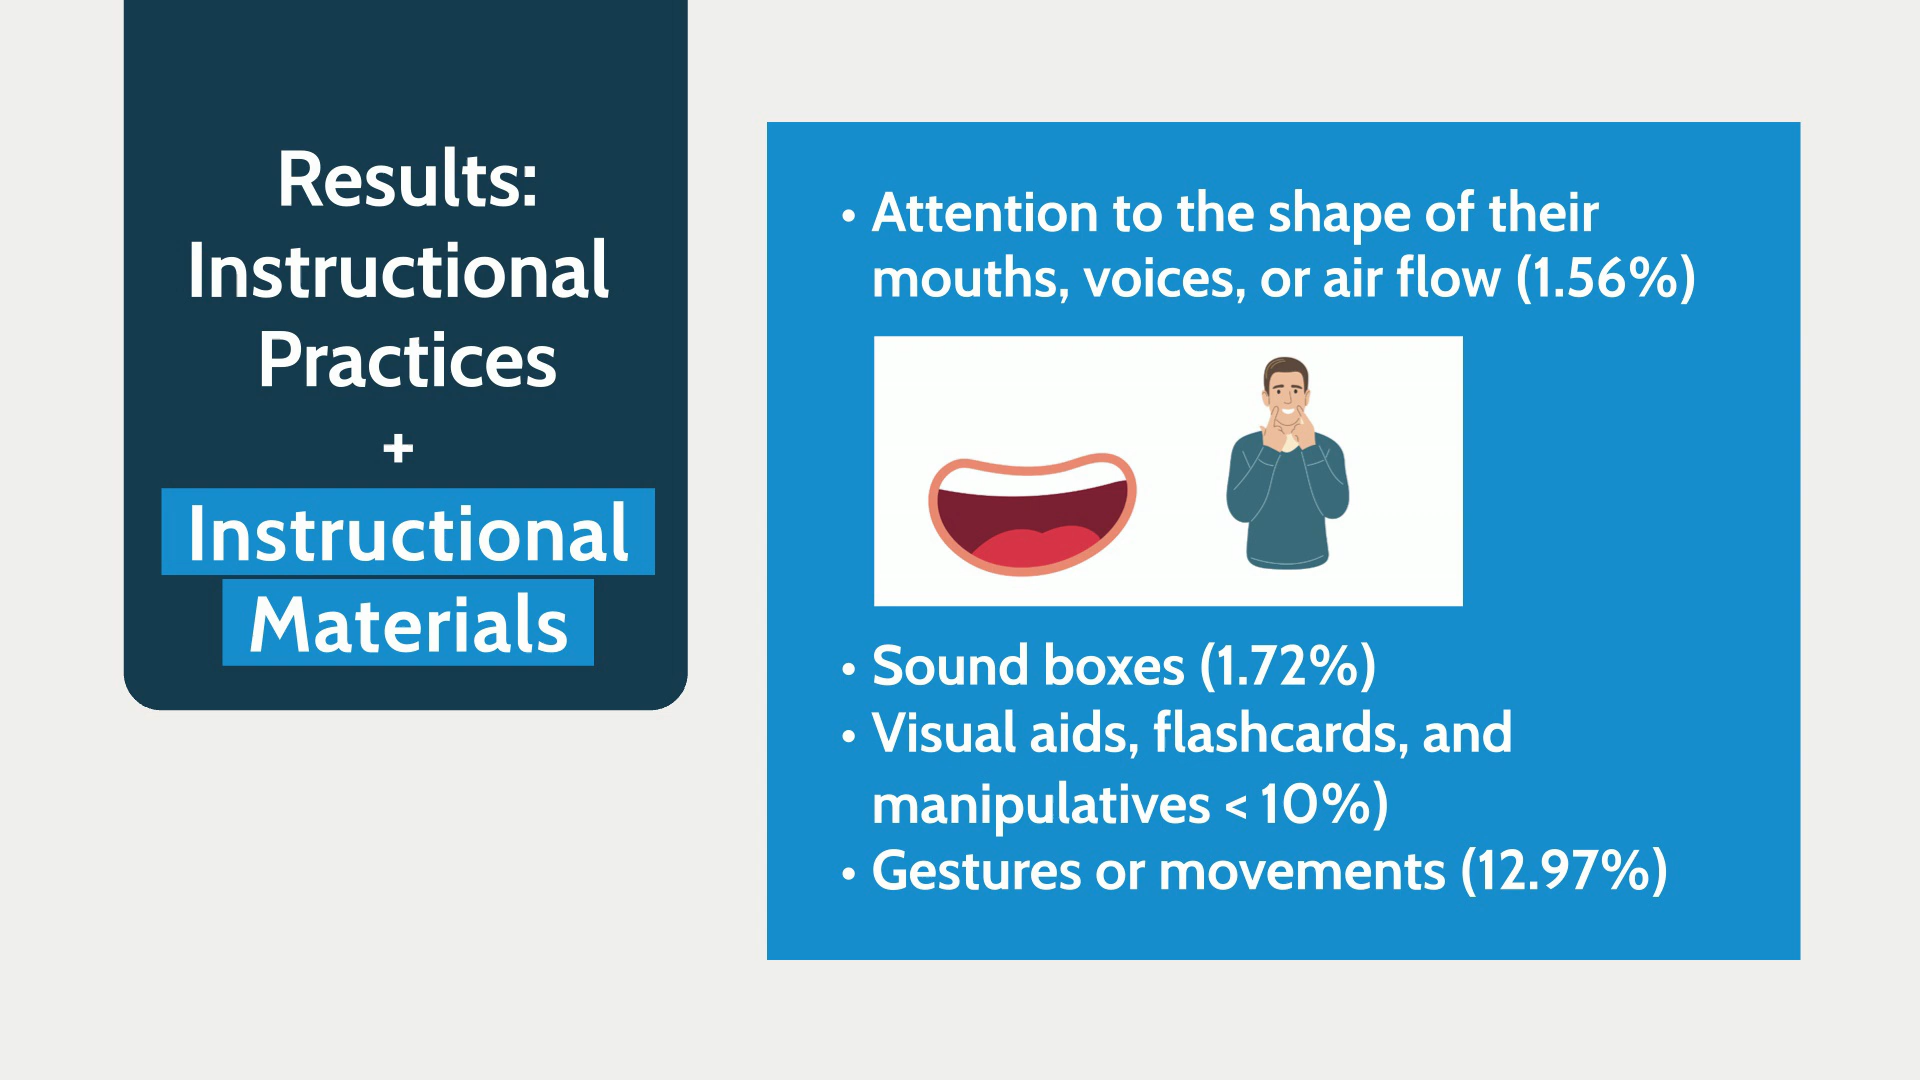 Results:
Instructional
Practices
+
Instructional
Materials
• Attention to the shape of their
mouths, voices, or air flow (1.56%)
• Sound boxes (1.72%)
• Visual aids, flashcards, and
manipulatives < 10%)
• Gestures or movements (12.97%)